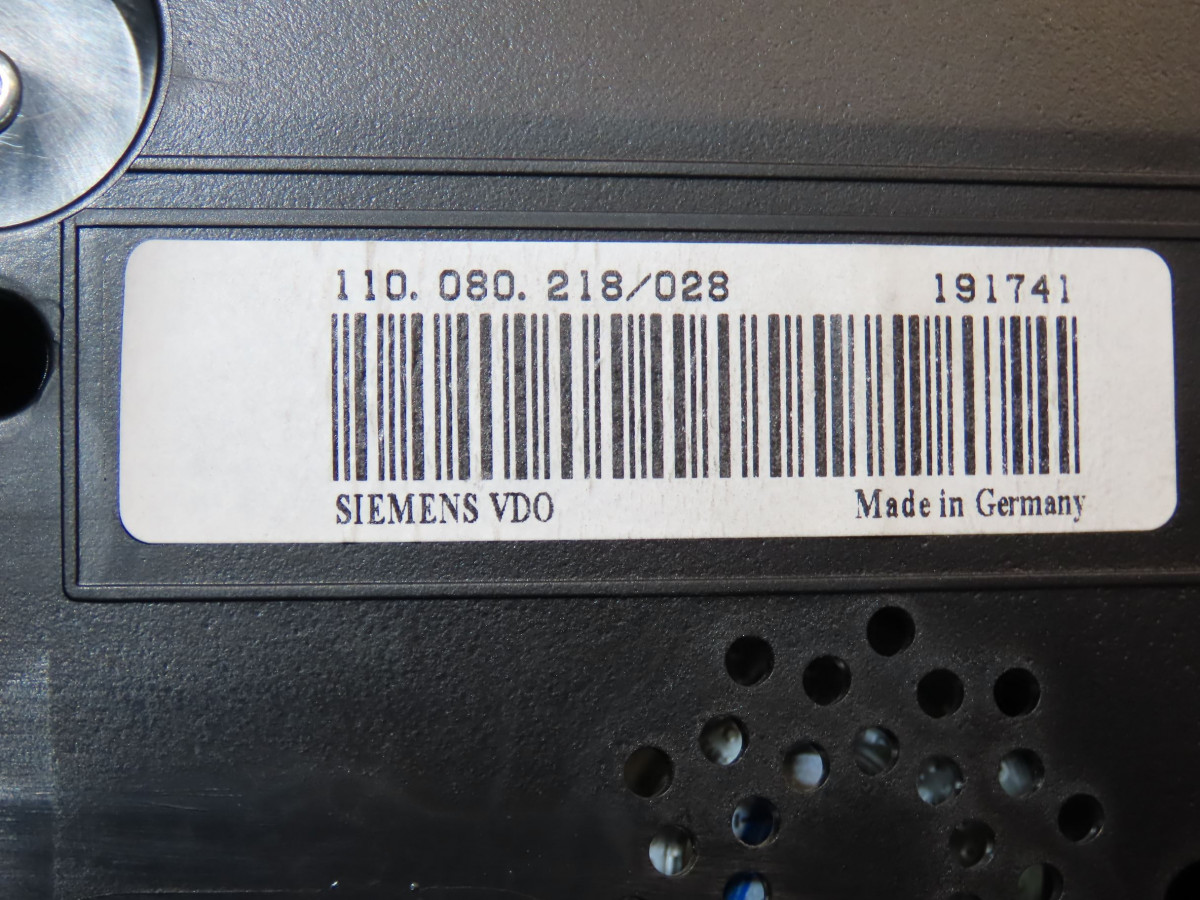 110.080.218/028 191741
SIEMENS VDO Made in Germany